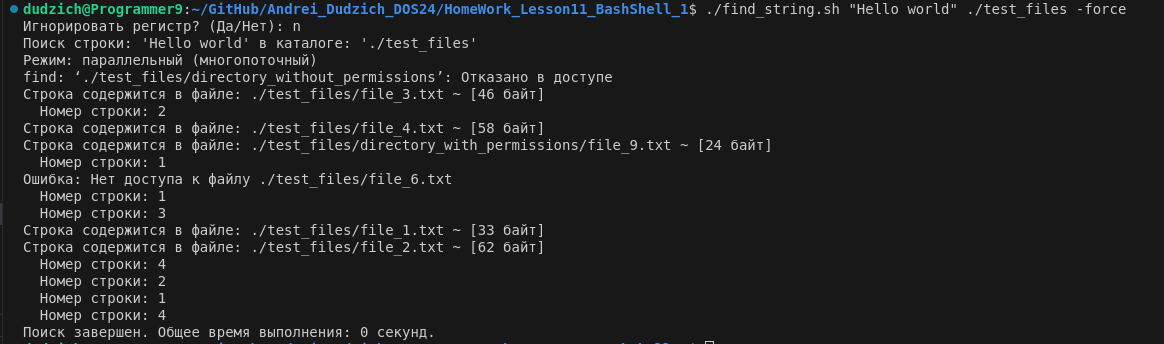 dudzich@Programmer9:~/GitHub/Andrei_Dudzich_DOS24/HomeWork_Lesson11_BashShell_1$ ./find_string.sh "Hello world" ./test_files -force
Игнорировать регистр? (Да/Нет): n
Поиск строки: 'Hello world' в каталоге: './test_files'
Режим: параллельный (многопоточный)
find: ‘./test_files/directory_without_permissions’: Отказано в доступе
Строка содержится в файле: ./test_files/file_3.txt ~ [46 байт]
  Номер строки: 2
Строка содержится в файле: ./test_files/file_4.txt ~ [58 байт]
Строка содержится в файле: ./test_files/directory_with_permissions/file_9.txt ~ [24 байт]
  Номер строки: 1
Ошибка: Нет доступа к файлу ./test_files/file_6.txt
  Номер строки: 1
  Номер строки: 3
Строка содержится в файле: ./test_files/file_1.txt ~ [33 байт]
Строка содержится в файле: ./test_files/file_2.txt ~ [62 байт]
  Номер строки: 4
  Номер строки: 2
  Номер строки: 1
  Номер строки: 4
Поиск завершен. Общее время выполнения: 0 секунд.